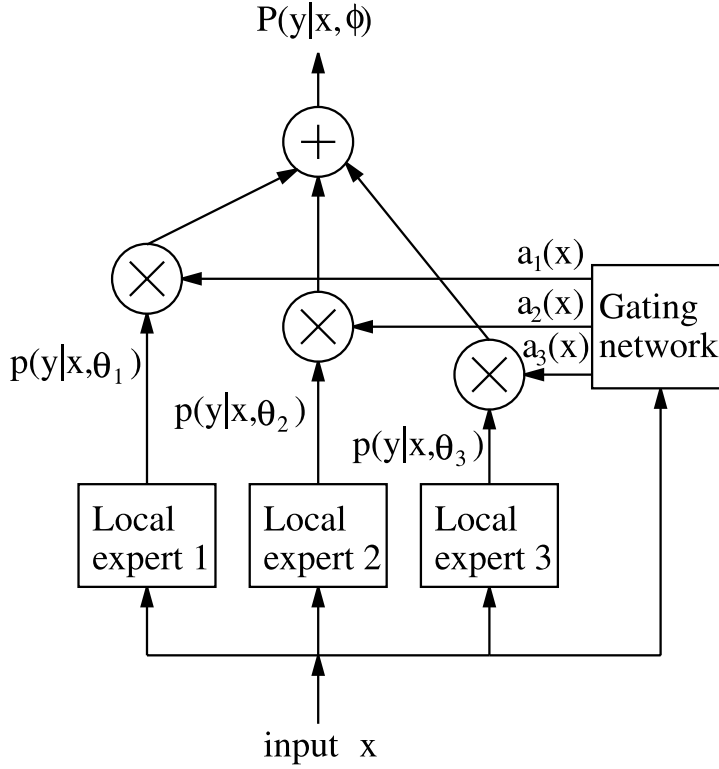 P(y|x,ϕ)
a₁(x)
a₂(x)
a₃(x)
Gating
network
p(y|x,θ₁)
p(y|x,θ₂)
p(y|x,θ₃)
Local
expert 1
Local
expert 2
Local
expert 3
input x